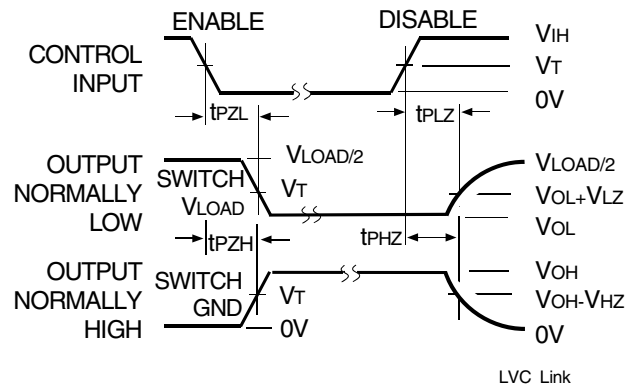 ENABLE
DISABLE
CONTROL
INPUT
VIH
VT
0V
tPZL
tPLZ
OUTPUT
NORMALLY
LOW
SWITCH
VLOAD
VLOAD/2
VT
VLOAD/2
VOL+VLZ
VOL
tPZH
tPHZ
OUTPUT
NORMALLY
HIGH
SWITCH
GND
VT
0V
VOH
VOH-VHZ
0V
LVC Link